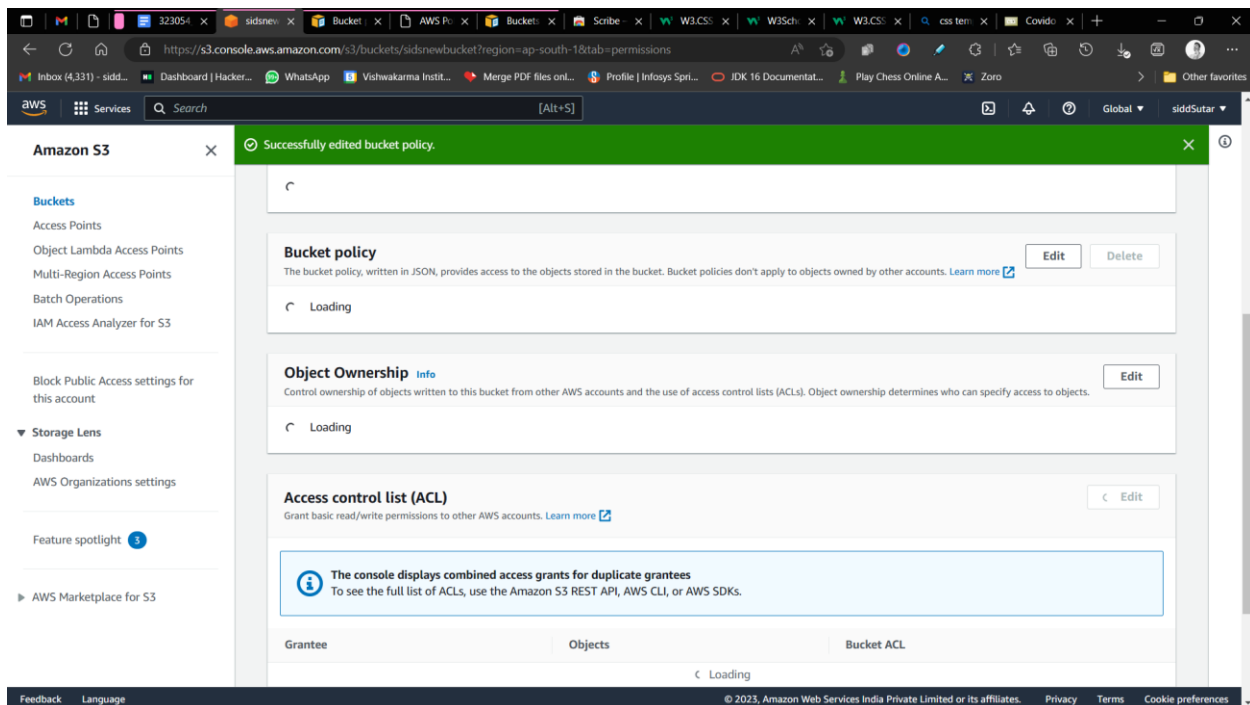 323054
sidsnew
Bucket
AWS Po
Buckets
Scribe -
W3.CSS
W3Sch
W3.CSS
css tem
Covido
https://s3.console.aws.amazon.com/s3/buckets/sidsnewbucket?region=ap-south-1&tab=permissions
Inbox (4,331) - sidd...
Dashboard | Hacker...
WhatsApp
Vishwakarma Instit...
Merge PDF files onl...
Profile | Infosys Spri...
JDK 16 Documentat...
Play Chess Online A...
Zoro
Other favorites
aws
Services
Search
[Alt+S]
Global
siddSutar
Amazon S3
Successfully edited bucket policy.
Buckets
Access Points
Object Lambda Access Points
Multi-Region Access Points
Batch Operations
IAM Access Analyzer for S3
Block Public Access settings for
this account
Storage Lens
Dashboards
AWS Organizations settings
Feature spotlight 3
AWS Marketplace for S3
Bucket policy
The bucket policy, written in JSON, provides access to the objects stored in the bucket. Bucket policies don't apply to objects owned by other accounts. Learn more
Edit
Delete
Loading
Object Ownership Info
Control ownership of objects written to this bucket from other AWS accounts and the use of access control lists (ACLs). Object ownership determines who can specify access to objects.
Edit
Loading
Access control list (ACL)
Grant basic read/write permissions to other AWS accounts. Learn more
Edit
The console displays combined access grants for duplicate grantees
To see the full list of ACLs, use the Amazon S3 REST API, AWS CLI, or AWS SDKs.
Grantee
Objects
Bucket ACL
Loading
Feedback
Language
© 2023, Amazon Web Services India Private Limited or its affiliates.
Privacy
Terms
Cookie preferences